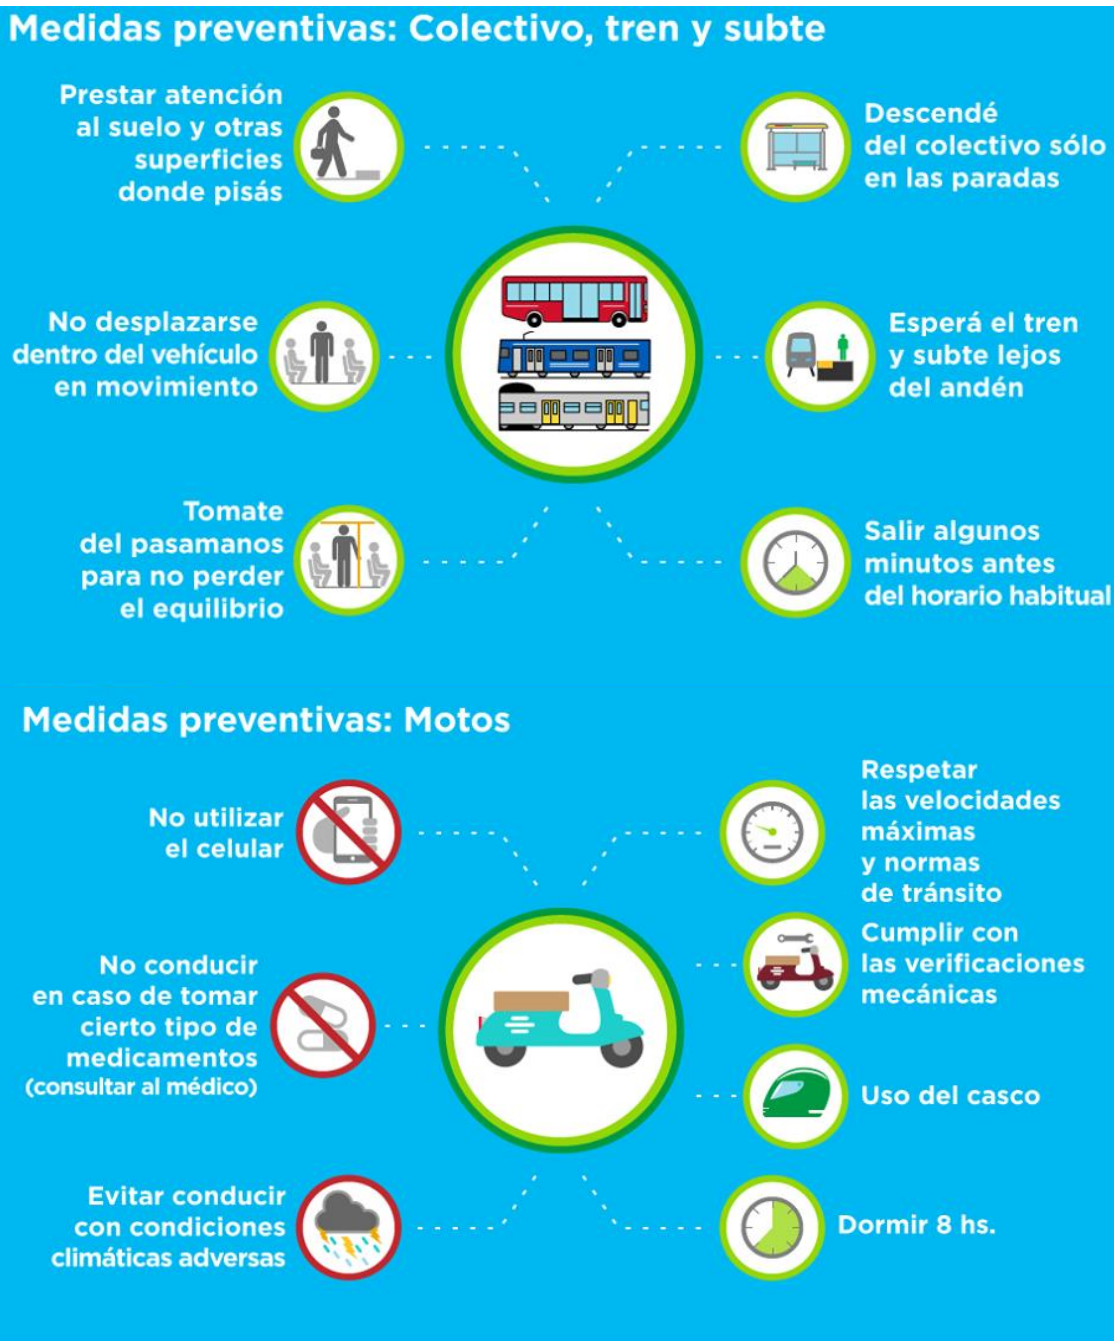 Medidas preventivas: Colectivo, tren y subte
Prestar atención
al suelo y otras
superficies
donde pisás
Descendé
del colectivo sólo
en las paradas
No desplazarse
dentro del vehículo
en movimiento
Esperá el tren
y subte lejos
del andén
Tomate
del pasamanos
para no perder
el equilibrio
Salir algunos
minutos antes
del horario habitual
Medidas preventivas: Motos
No utilizar
el celular
Respetar
las velocidades
máximas
y normas
de tránsito
No conducir
en caso de tomar
cierto tipo de
medicamentos
(consultar al médico)
Cumplir con
las verificaciones
mecánicas
Uso del casco
Evitar conducir
con condiciones
climáticas adversas
Dormir 8 hs.